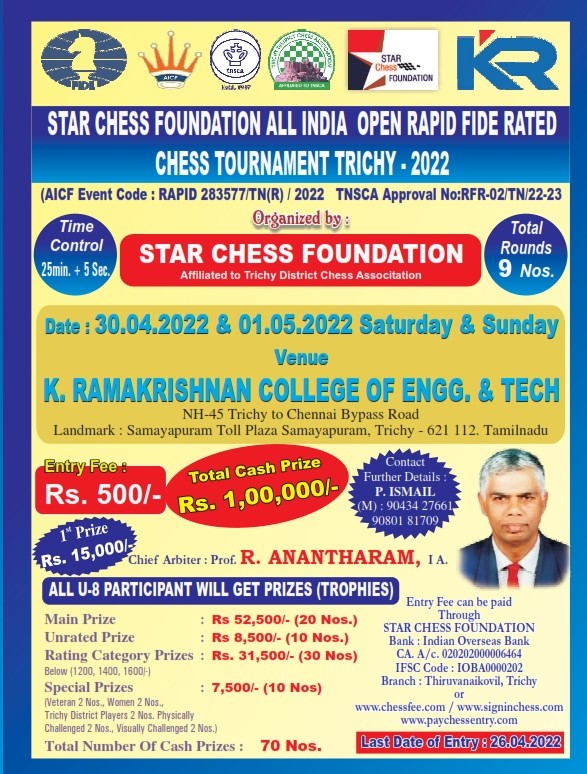 FIDE
AICF
TNSCA
Estd. 1947
TRICHY DISTRICT CHESS ASSOCIATION
AFFILIATED TO TNSCA
STAR
Chess
FOUNDATION
KR
STAR CHESS FOUNDATION ALL INDIA OPEN RAPID FIDE RATED
CHESS TOURNAMENT TRICHY - 2022
(AICF Event Code : RAPID 283577/TN(R) / 2022 TNSCA Approval No:RFR-02/TN/22-23
Organized by :
Time
Control
25min. + 5 Sec.
STAR CHESS FOUNDATION
Affiliated to Trichy District Chess Associtation
Total
Rounds
9 Nos.
Date : 30.04.2022 & 01.05.2022 Saturday & Sunday
Venue
K. RAMAKRISHNAN COLLEGE OF ENGG. & TECH
NH-45 Trichy to Chennai Bypass Road
Landmark : Samayapuram Toll Plaza Samayapuram, Trichy - 621 112. Tamilnadu
Entry Fee :
Rs. 500/-
Total Cash Prize
Rs. 1,00,000/-
Contact
Further Details :
P. ISMAIL
(M) : 90434 27661
90801 81709
1st Prize
Rs. 15,000/-
Chief Arbiter : Prof. R. ANANTHARAM, I A.
ALL U-8 PARTICIPANT WILL GET PRIZES (TROPHIES)
Main Prize : Rs 52,500/- (20 Nos.)
Unrated Prize : Rs 8,500/- (10 Nos.)
Rating Category Prizes : Rs. 31,500/- (30 Nos)
Below (1200, 1400, 1600/-)
Special Prizes : 7,500/- (10 Nos)
(Veteran 2 Nos., Women 2 Nos.,
Trichy District Players 2 Nos. Physically
Challenged 2 Nos., Visually Challenged 2 Nos.)
Total Number Of Cash Prizes : 70 Nos.
Entry Fee can be paid
Through
STAR CHESS FOUNDATION
Bank : Indian Overseas Bank
CA. A/c. 020202000006464
IFSC Code : IOBA0000202
Branch : Thiruvanaikovil, Trichy
or
www.chessfee.com / www.signinchess.com
www.paychessentry.com
Last Date of Entry : 26.04.2022